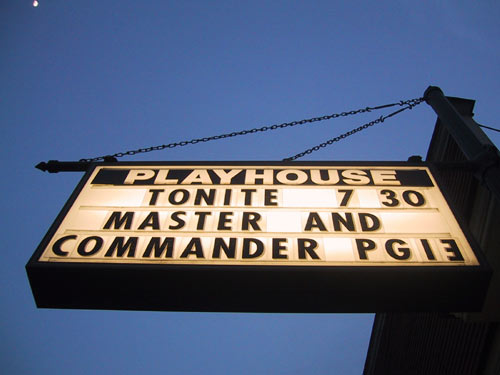 PLAYHOUSE
TONITE 7 30
MASTER AND
COMMANDER PG13